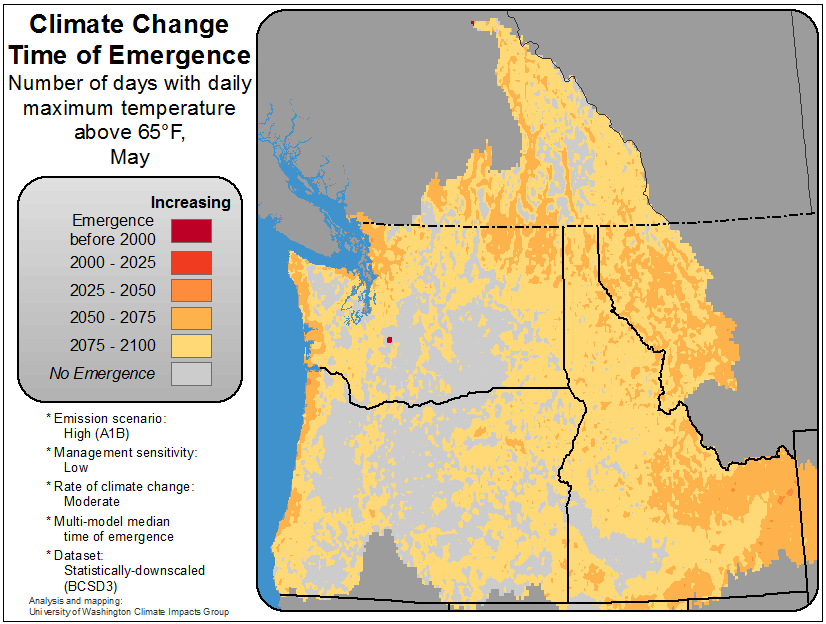 Climate Change
Time of Emergence
Number of days with daily
maximum temperature
above 65°F,
May
Increasing
Emergence
before 2000
2000 - 2025
2025 - 2050
2050 - 2075
2075 - 2100
No Emergence
* Emission scenario:
High (A1B)
* Management sensitivity:
Low
* Rate of climate change:
Moderate
* Multi-model median
time of emergence
* Dataset:
Statistically-downscaled
(BCSD3)
Analysis and mapping:
University of Washington Climate Impacts Group